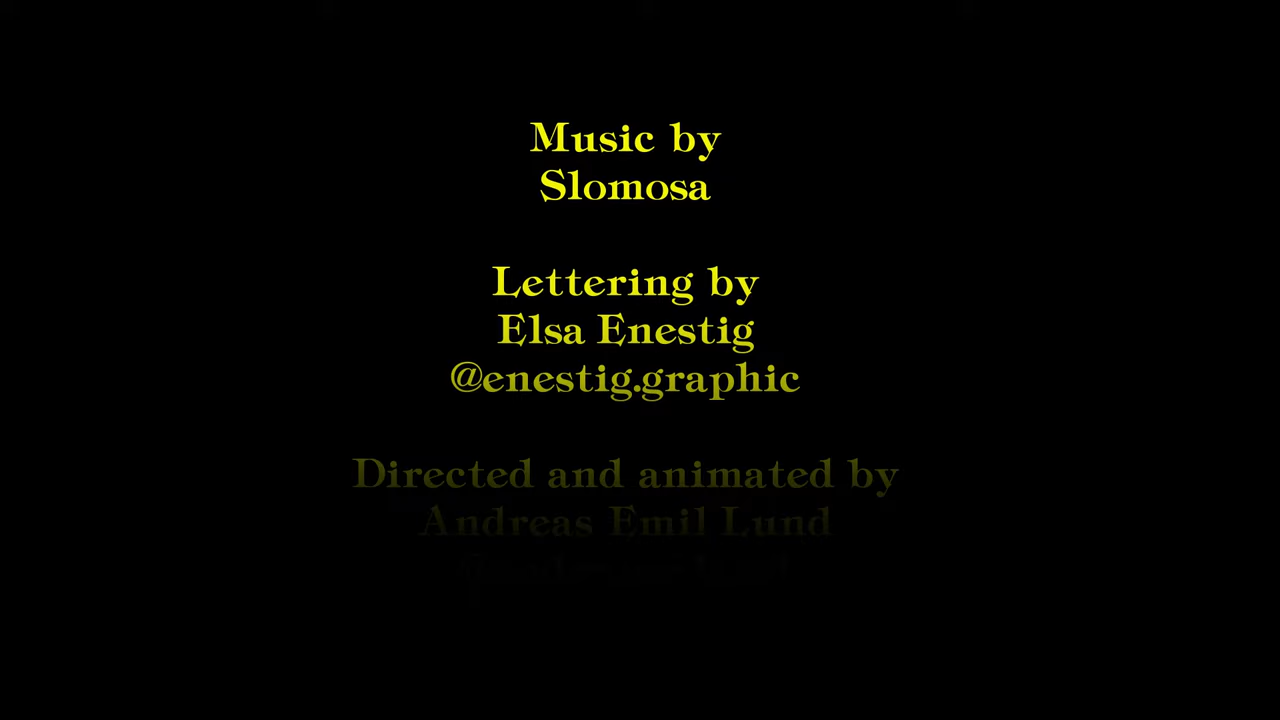 Music by
Slomosa
Lettering by
Elsa Enestig
@enestig.graphic
Directed and animated by
Andreas Emil Lund